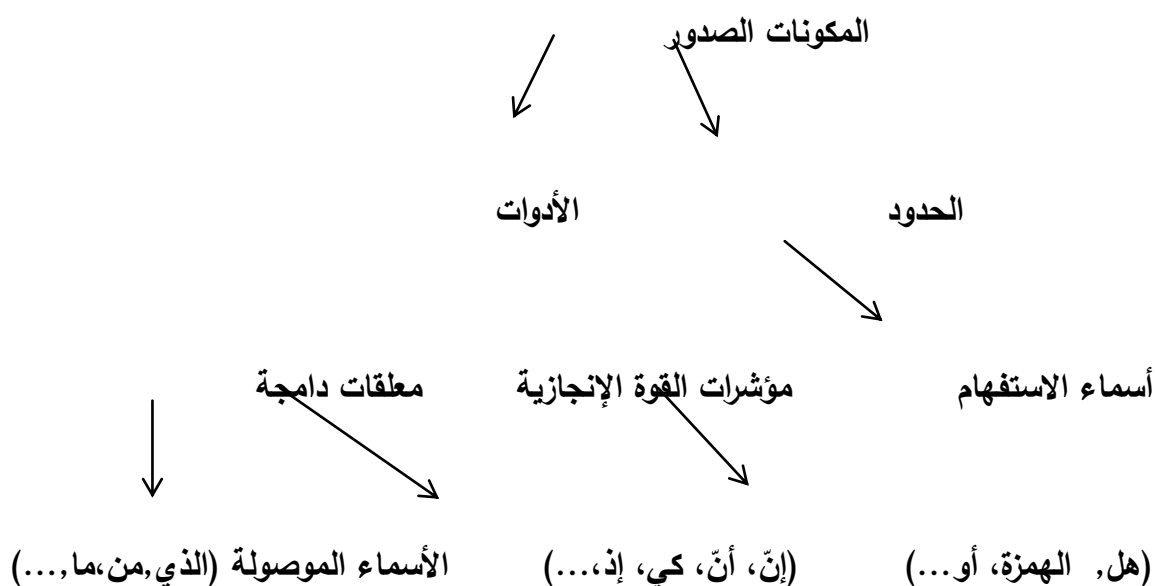 المكونات الصدور
الحدود الأدوات
أسماء الاستفهام مؤشرات القوة الإنجازية معلقات دامجة
(هل, الهمزة، أو...) (إنّ، أنّ، كي، إذ،...) الأسماء الموصولة (الذي,من،ما,...)